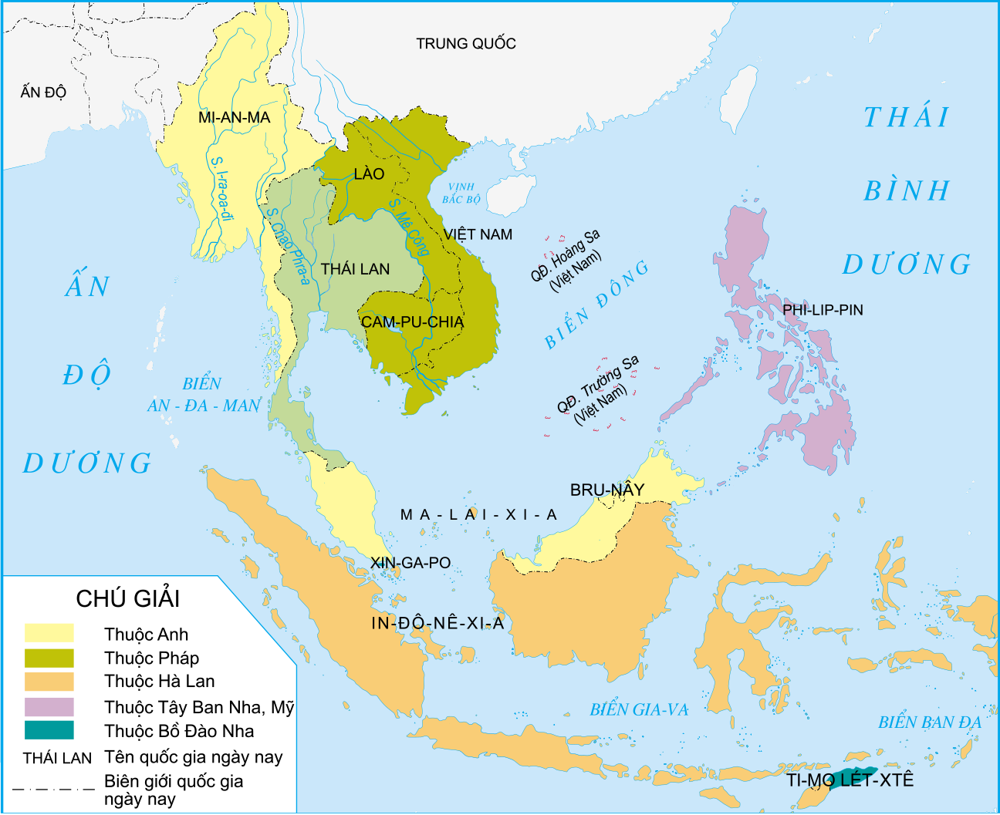 TRUNG QUỐC
ẤN ĐỘ
MI-AN-MA
THÁI
BÌNH
DƯƠNG
LÀO
S. I-ra-oa-đi
VỊNH
BẮC BỘ
S. Mê Công
S. Chao Phra-a
VIỆT NAM
QĐ. Hoàng Sa
(Việt Nam)
THÁI LAN
BIỂN ĐÔNG
ẤN
ĐỘ
DƯƠNG
PHI-LIP-PIN
CAM-PU-CHIA
BIỂN
AN - ĐA - MAN
QĐ. Trường Sa
(Việt Nam)
BRU-NÂY
MA-LAI-XI-A
XIN-GA-PO
IN-ĐÔ-NÊ-XI-A
BIỂN GIA-VA
BIỂN BAN ĐA
TI-MO LÉT-XTÊ
CHÚ GIẢI
Thuộc Anh
Thuộc Pháp
Thuộc Hà Lan
Thuộc Tây Ban Nha, Mỹ
Thuộc Bồ Đào Nha
THÁI LAN Tên quốc gia ngày nay
Biên giới quốc gia
ngày nay